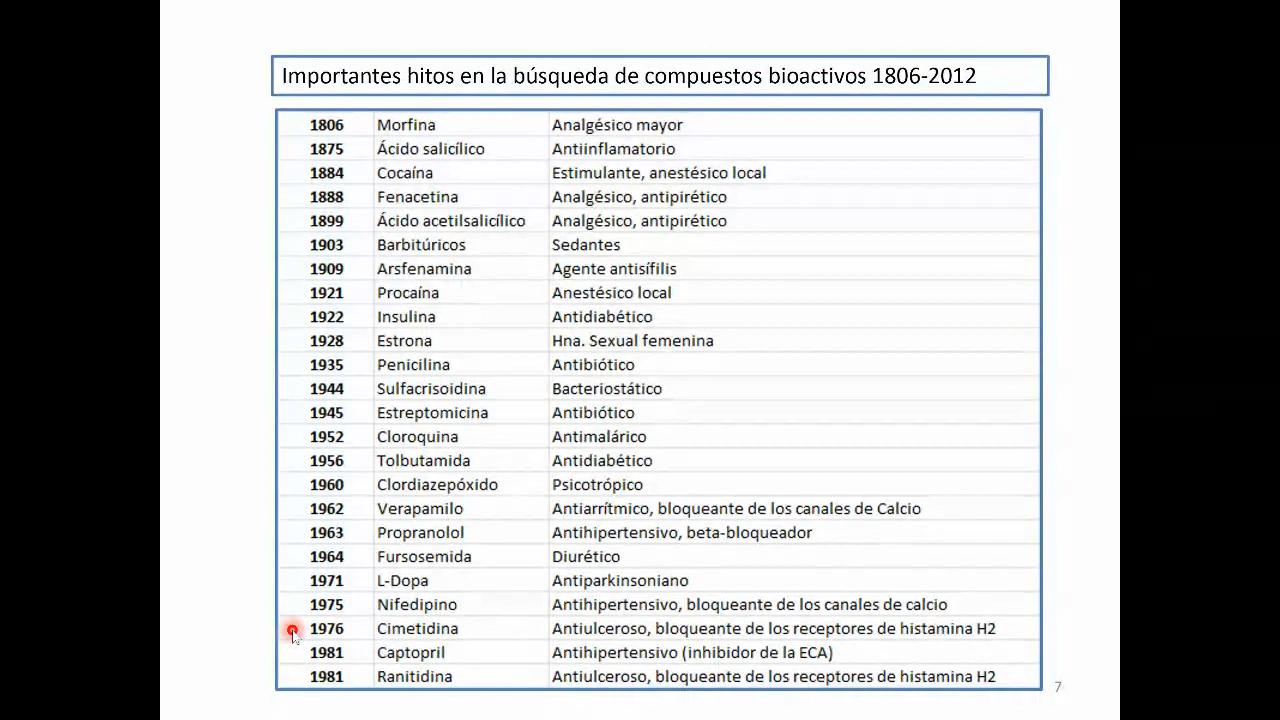 Importantes hitos en la búsqueda de compuestos bioactivos 1806-2012
1806 Morfina Analgésico mayor
1875 Ácido salicílico Antiinflamatorio
1884 Cocaína Estimulante, anestésico local
1888 Fenacetina Analgésico, antipirético
1899 Ácido acetilsalicílico Analgésico, antipirético
1903 Barbitúricos Sedantes
1909 Arsfenamina Agente antisífilis
1921 Procaína Anestésico local
1922 Insulina Antidiabético
1928 Estrona Hna. Sexual femenina
1935 Penicilina Antibiótico
1944 Sulfacrisoidina Bacteriostático
1945 Estreptomicina Antibiótico
1952 Cloroquina Antimalárico
1956 Tolbutamida Antidiabético
1960 Clordiazepóxido Psicotrópico
1962 Verapamilo Antiarrítmico, bloqueante de los canales de Calcio
1963 Propranolol Antihipertensivo, beta-bloqueador
1964 Fursosemida Diurético
1971 L-Dopa Antiparkinsoniano
1975 Nifedipino Antihipertensivo, bloqueante de los canales de calcio
1976 Cimetidina Antiulceroso, bloqueante de los receptores de histamina H2
1981 Captopril Antihipertensivo (inhibidor de la ECA)
1981 Ranitidina Antiulceroso, bloqueante de los receptores de histamina H2
7